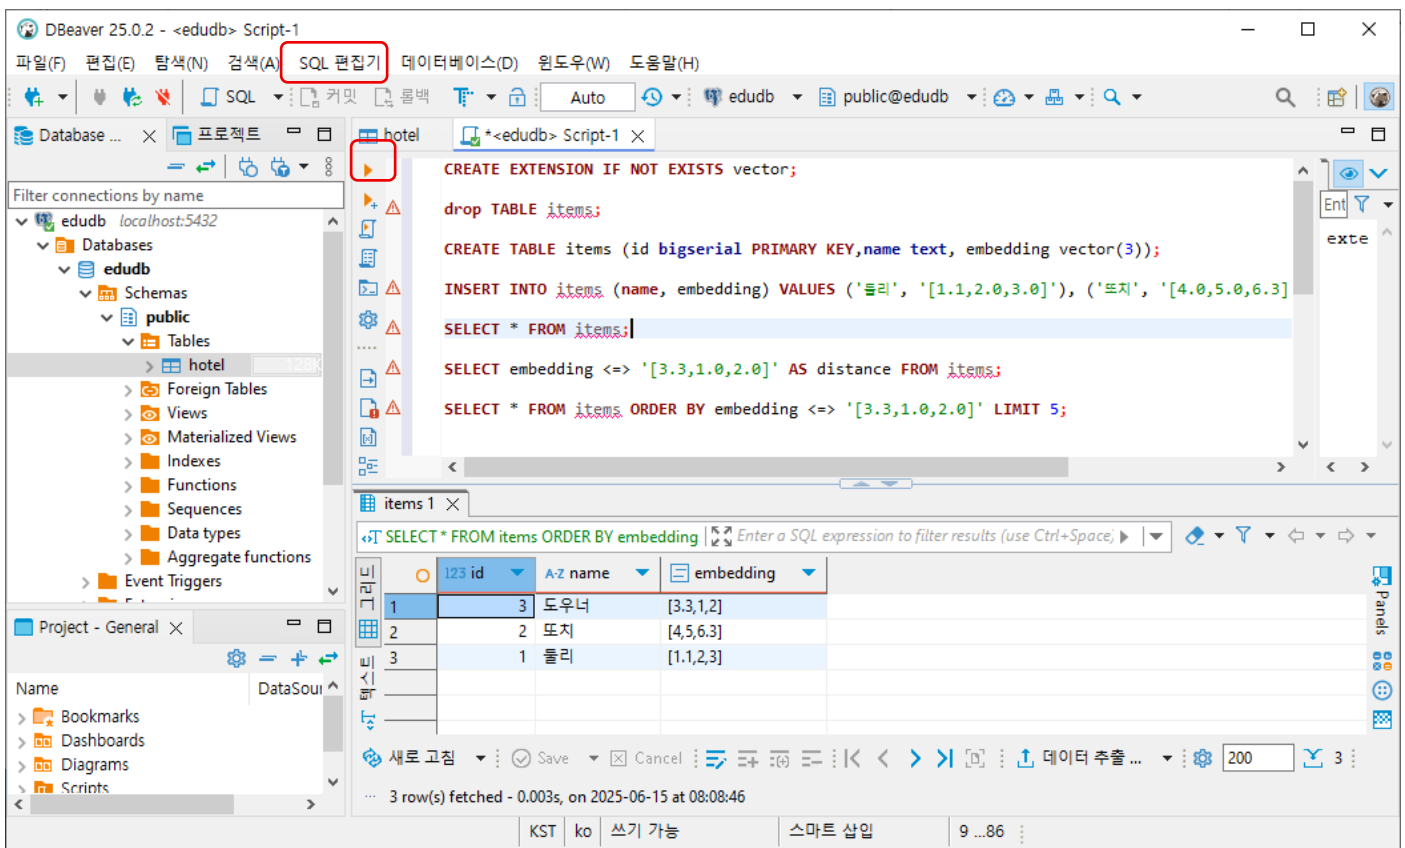 DBeaver 25.0.2 - <edudb> Script-1
파일(F) 편집(E) 탐색(N) 검색(A) SQL 편집기 데이터베이스(D) 윈도우(W) 도움말(H)
SQL 커밋 롤백 Auto edudb public@edudb
Database ... 프로젝트
Filter connections by name
edudb localhost:5432
Databases
edudb
Schemas
public
Tables
hotel 128K
Foreign Tables
Views
Materialized Views
Indexes
Functions
Sequences
Data types
Aggregate functions
Event Triggers
Project - General
Name DataSour
Bookmarks
Dashboards
Diagrams
Scripts
hotel *<edudb> Script-1
CREATE EXTENSION IF NOT EXISTS vector;
drop TABLE items;
CREATE TABLE items (id bigserial PRIMARY KEY,name text, embedding vector(3));
INSERT INTO items (name, embedding) VALUES ('둘리', '[1.1,2.0,3.0]'), ('또치', '[4.0,5.0,6.3]
SELECT * FROM items;
SELECT embedding <=> '[3.3,1.0,2.0]' AS distance FROM items;
SELECT * FROM items ORDER BY embedding <=> '[3.3,1.0,2.0]' LIMIT 5;
Ent
exte
items 1
SELECT * FROM items ORDER BY embedding Enter a SQL expression to filter results (use Ctrl+Space)
그리드
텍스트
123 id A-Z name embedding
1 3 도우너 [3.3,1,2]
2 2 또치 [4,5,6.3]
3 1 둘리 [1.1,2,3]
Panels
새로 고침 Save Cancel 데이터 추출 ... 200 3
3 row(s) fetched - 0.003s, on 2025-06-15 at 08:08:46
KST ko 쓰기 가능 스마트 삽입 9 ...86